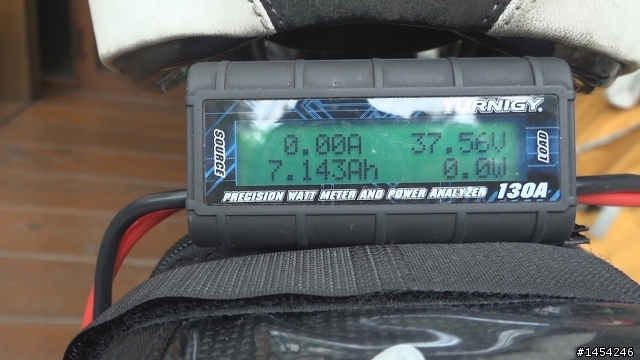 TURNIGY®
SOURCE
0.00A 37.56V
7.143Ah 0.0W
LOAD
PRECISION WATT METER AND POWER ANALYZER 130A
#1454246